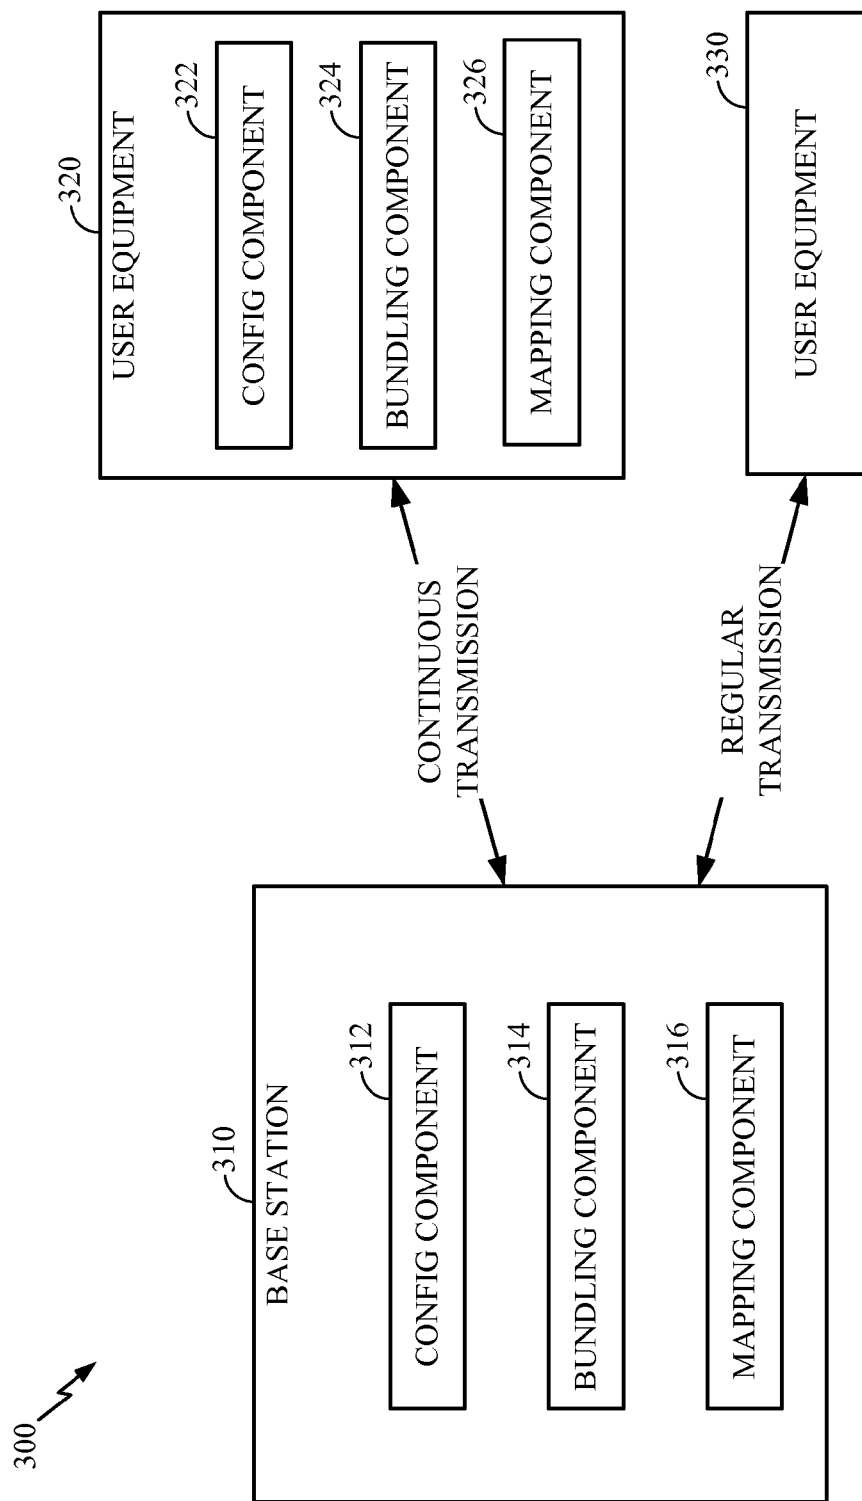 300
310
BASE STATION
312
CONFIG COMPONENT
314
BUNDLING COMPONENT
316
MAPPING COMPONENT
CONTINUOUS
TRANSMISSION
REGULAR
TRANSMISSION
320
USER EQUIPMENT
322
CONFIG COMPONENT
324
BUNDLING COMPONENT
326
MAPPING COMPONENT
330
USER EQUIPMENT